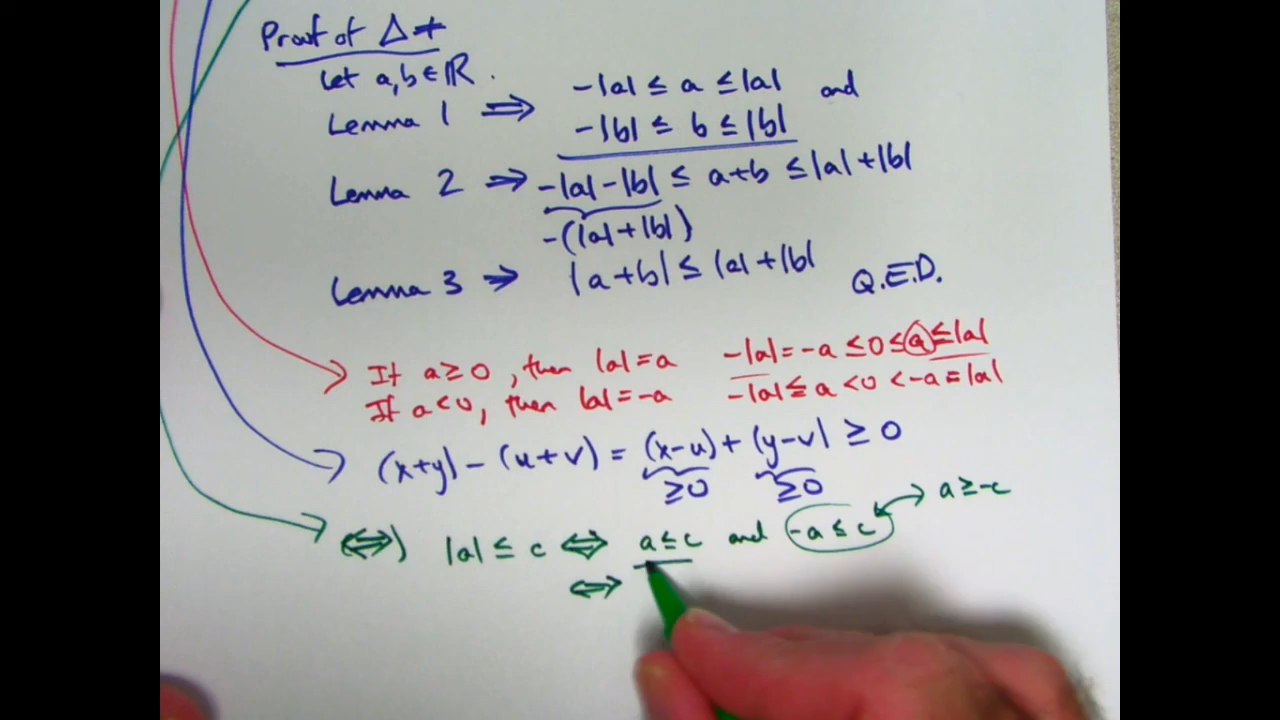 Proof of Δ≠
Let a,b ∈ ℝ.
Lemma 1 ⟹ -|a| ≤ a ≤ |a| and
-|b| ≤ b ≤ |b|
Lemma 2 ⟹ -|a| - |b| ≤ a+b ≤ |a|+|b|
-(|a|+|b|)
Lemma 3 ⟹ |a+b| ≤ |a|+|b| Q.E.D.
If a ≥ 0, then |a| = a -|a| = -a ≤ 0 ≤ a ≤ |a|
If a < 0, then |a| = -a -|a| ≤ a < 0 < -a = |a|
(x+y) - (u+v) = (x-u) + (y-v) ≥ 0
≥0 ≥0
(⟺) |a| ≤ c ⟺ a ≤ c and -a ≤ c ↔ a ≥ -c
⟺